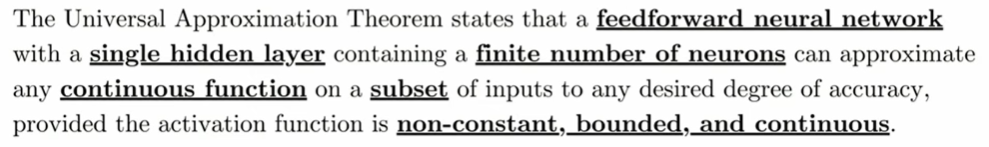 The Universal Approximation Theorem states that a feedforward neural network
with a single hidden layer containing a finite number of neurons can approximate
any continuous function on a subset of inputs to any desired degree of accuracy,
provided the activation function is non-constant, bounded, and continuous.